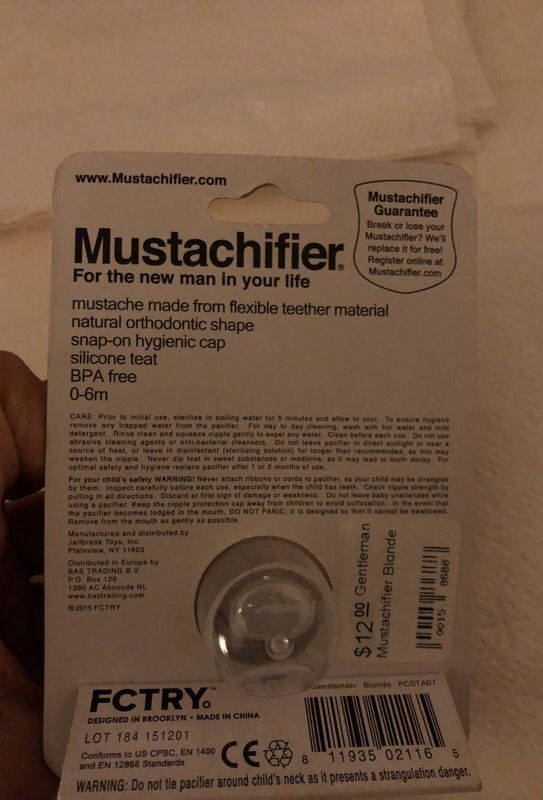 www.Mustachifier.com
Mustachifier
Guarantee
Break or lose your
Mustachifier? We'll
replace it for free!
Register online at
Mustachifier.com
Mustachifier®
For the new man in your life
mustache made from flexible teether material
natural orthodontic shape
snap-on hygienic cap
silicone teat
BPA free
0-6m
CARE: Prior to initial use, sterilize in boiling water for 5 minutes and allow to cool. To ensure hygiene
remove any trapped water from the pacifier. For day to day cleaning, wash with hot water and mild
detergent. Rinse clean and squeeze nipple gently to expel any water. Clean before each use. Do not use
abrasive cleaning agents or anti-bacterial cleansers. Do not leave pacifier in direct sunlight or near a
source of heat, or leave in disinfectant (sterilizing solution) for longer than recommended, as this may
weaken the nipple. Never dip teat in sweet substances or medicine, as it may lead to tooth decay. For
optimal safety and hygiene replace pacifier after 1 or 2 months of use.
For your child's safety WARNING! Never attach ribbons or cords to pacifier, as your child may be strangled
by them. Inspect carefully before each use, especially when the child has teeth. Check nipple strength by
pulling in all directions. Discard at first sign of damage or weakness. Do not leave baby unattended while
using a pacifier. Keep the nipple protection cap away from children to avoid suffocation. In the event that
the pacifier becomes lodged in the mouth, DO NOT PANIC; it is designed so that it cannot be swallowed.
Remove from the mouth as gently as possible.
Manufactured and distributed by
Jailbreak Toys, Inc.
Plainview, NY 11803
Distributed in Europe by
BAS TRADING B.V.
P.O. Box 126
1390 AC Abcoude NL
www.bastrading.com
© 2015 FCTRY
$12.00 Gentleman
Mustachifier Blonde
0015 8688
Gentleman- Blonde PCSTA07
FCTRY
DESIGNED IN BROOKLYN - MADE IN CHINA
LOT 184 151201
Conforms to US CPSC, EN 1400
and EN 12868 Standards
CE
8 11935 02116 5
WARNING: Do not tie pacifier around child's neck as it presents a strangulation danger.